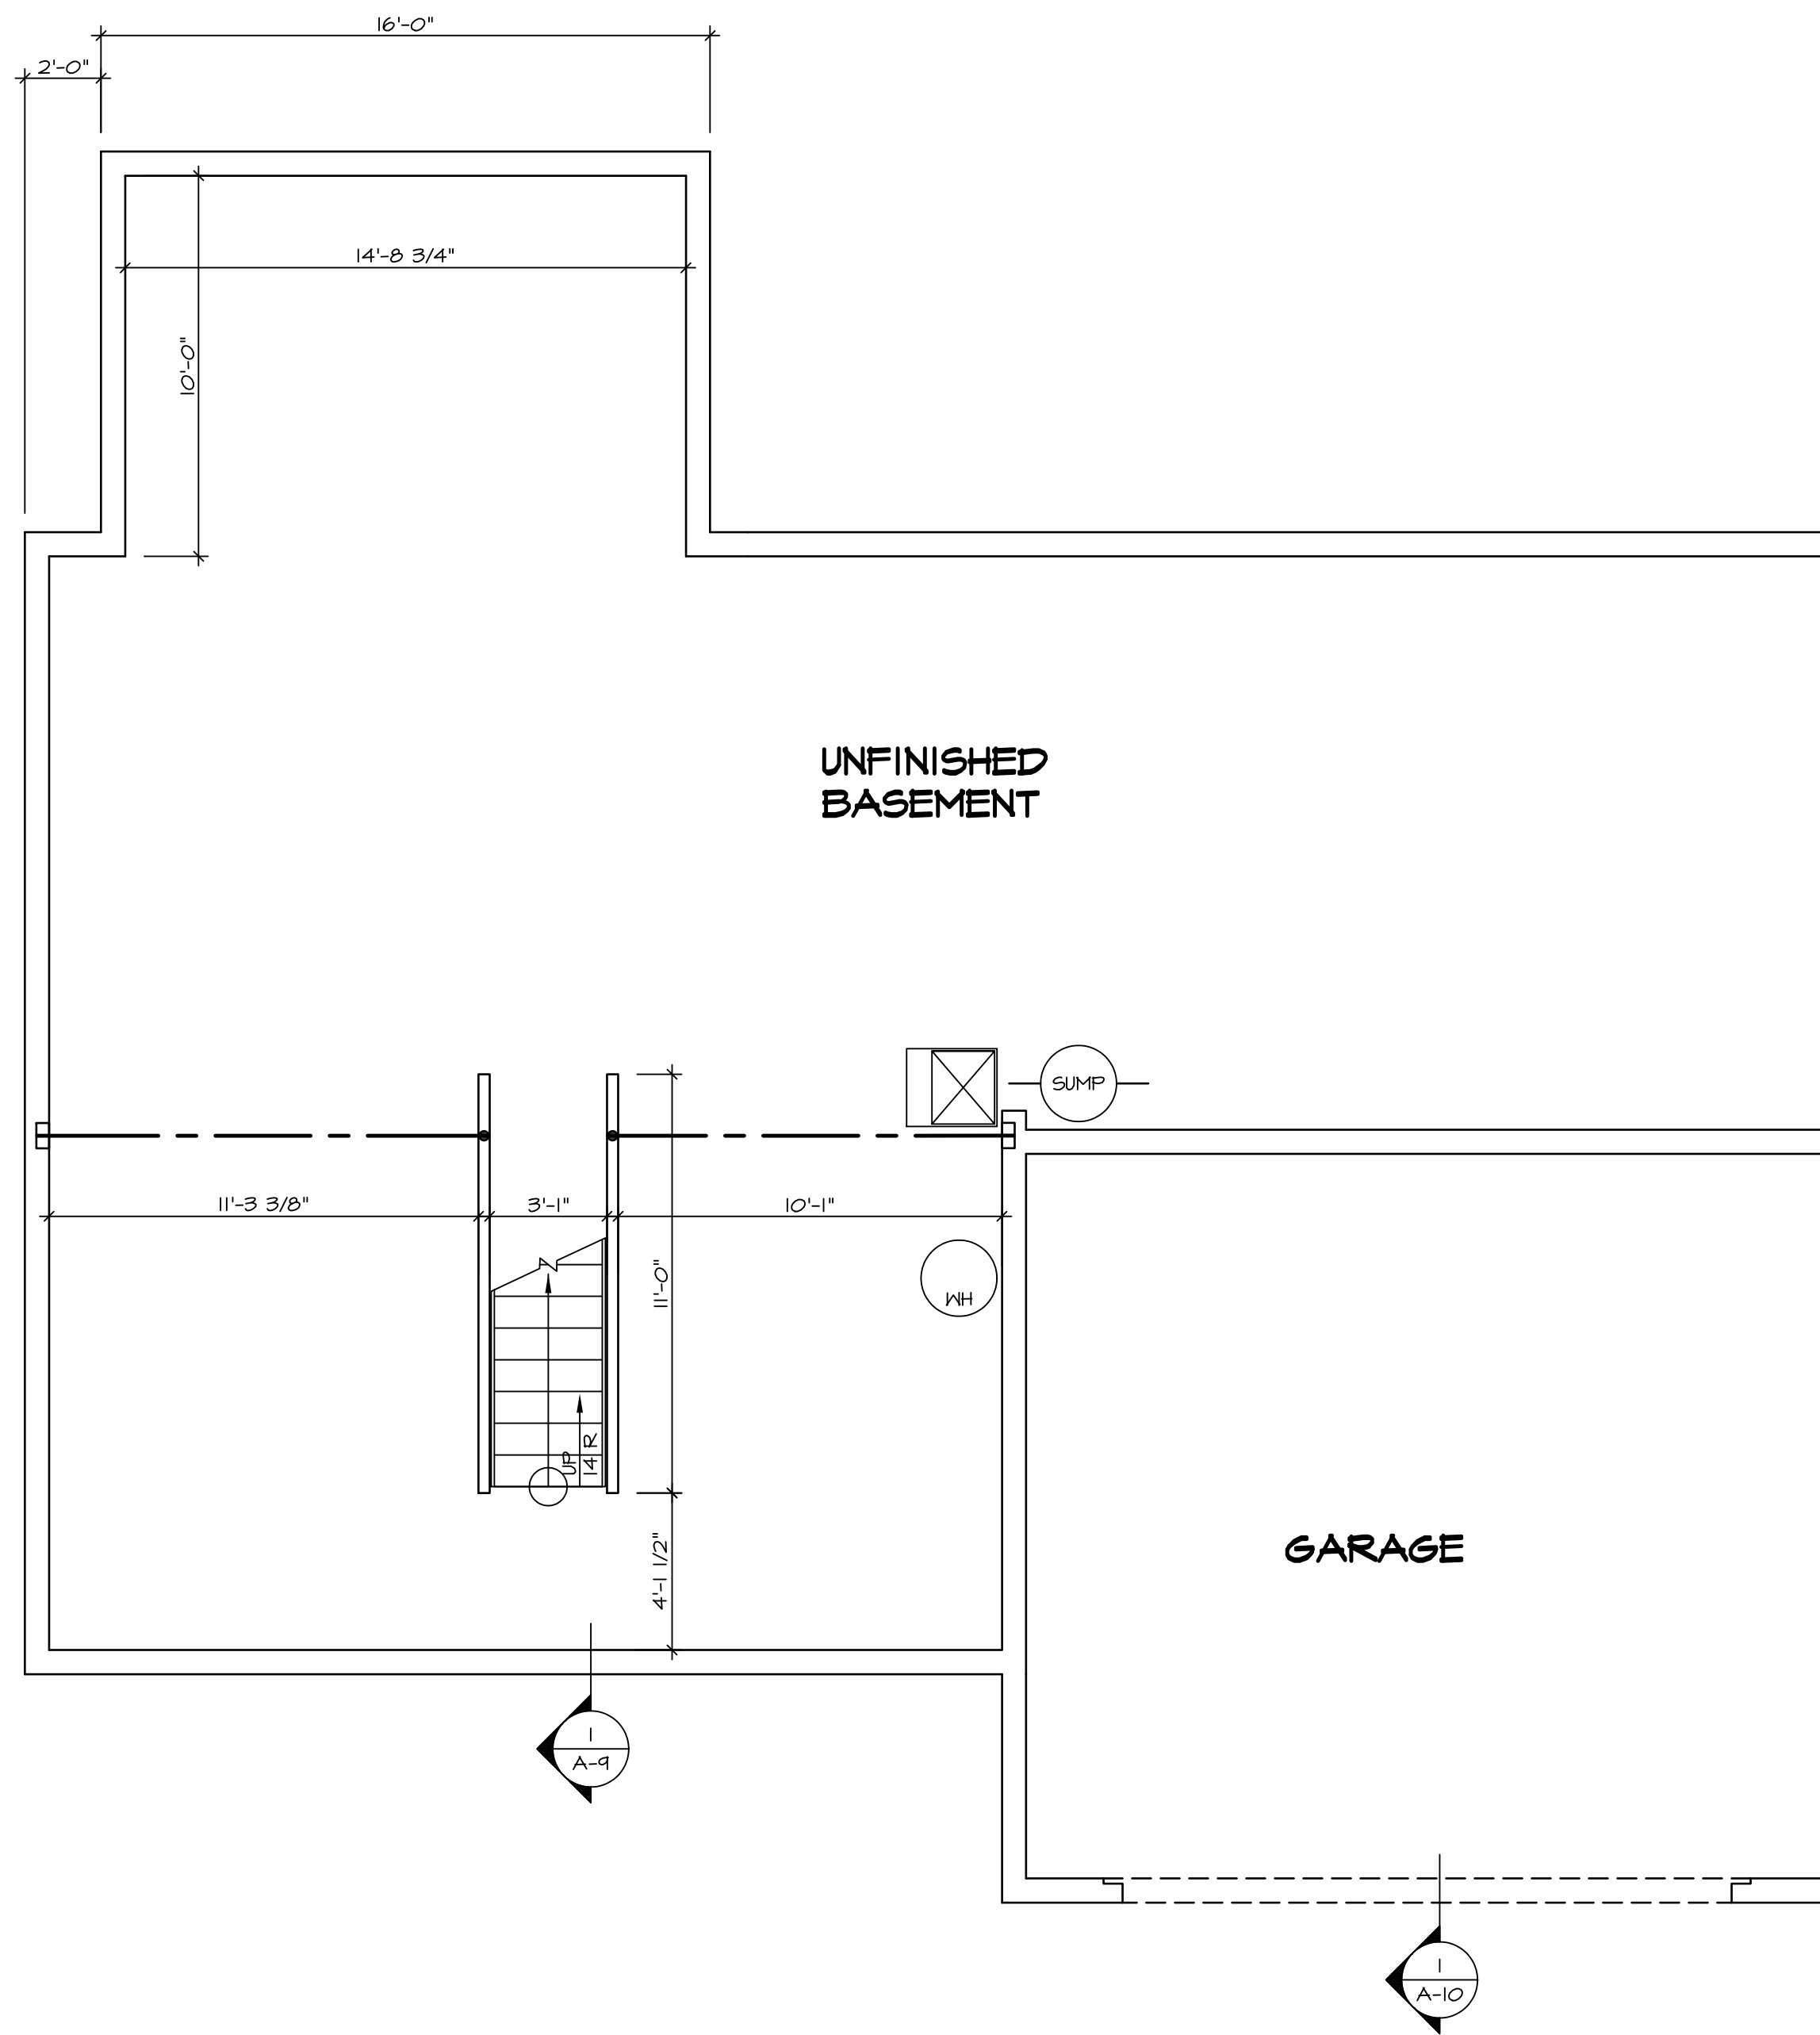 16'-0"
2'-0"
14'-8 3/4"
10'-0"
UNFINISHED
BASEMENT
SUMP
11'-3 3/8"
3'-1"
10'-1"
11'-0"
WH
UP
14 R
4'-1 1/2"
GARAGE
1
A-9
1
A-10